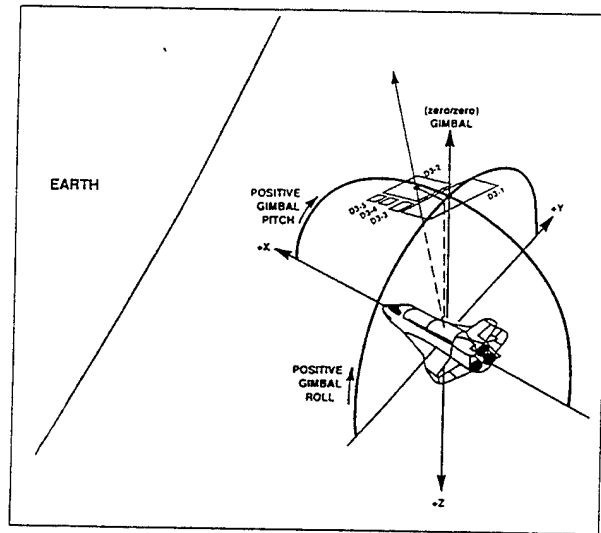 (zero/zero)
GIMBAL
EARTH
POSITIVE
GIMBAL
PITCH
D3-2
D3-1
D3-5
D3-4
D3-3
+Y
+X
POSITIVE
GIMBAL
ROLL
+Z